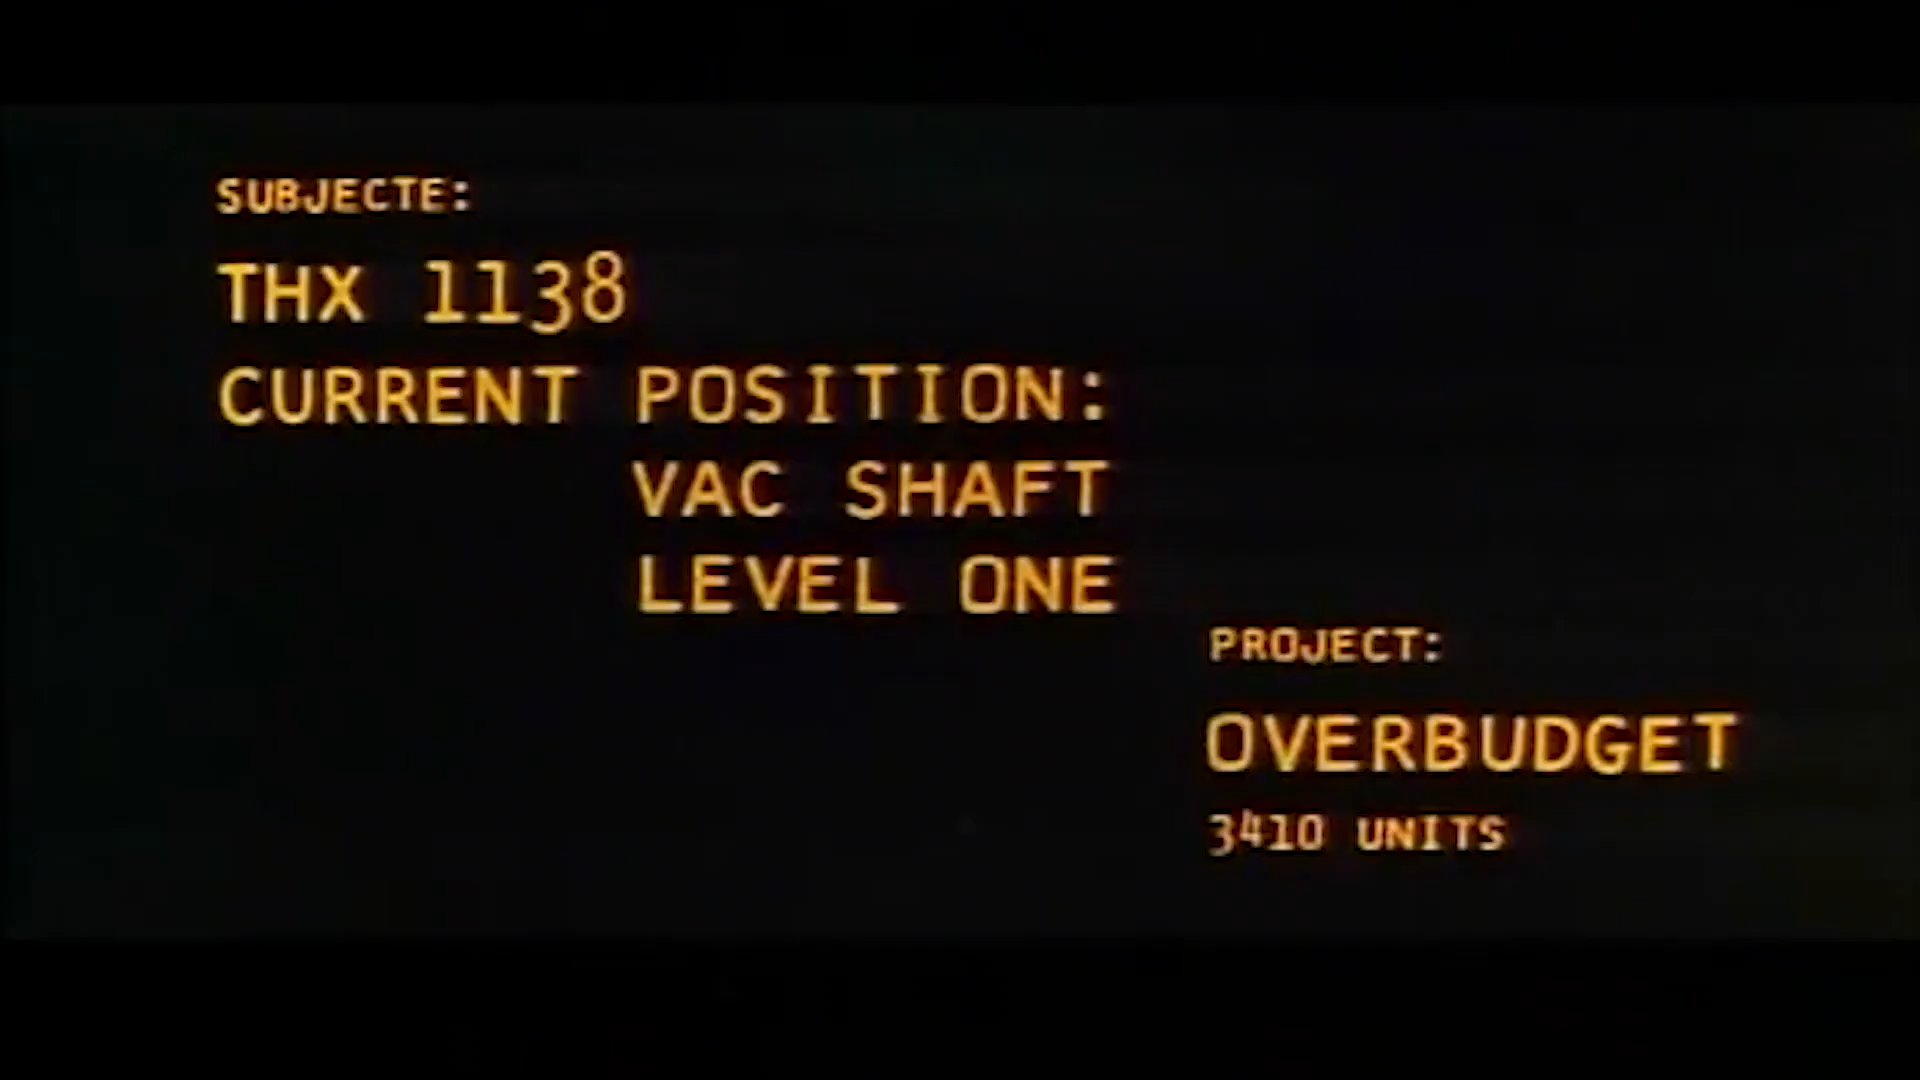 SUBJECTE:
THX 1138
CURRENT POSITION:
VAC SHAFT
LEVEL ONE
PROJECT:
OVERBUDGET
3410 UNITS